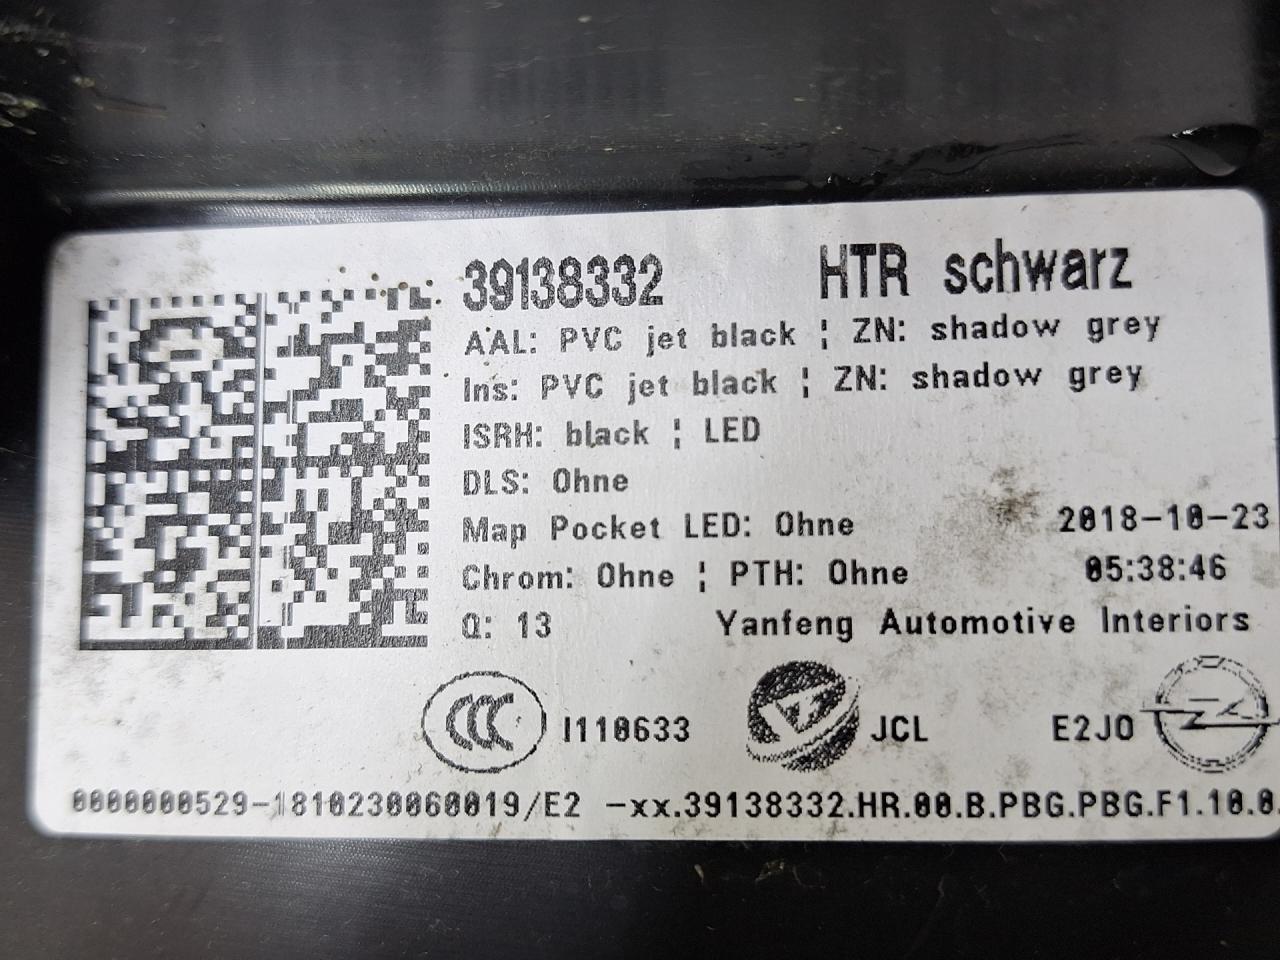 39138332 HTR schwarz
AAL: PVC jet black ¦ ZN: shadow grey
Ins: PVC jet black ¦ ZN: shadow grey
ISRH: black ¦ LED
DLS: Ohne
Map Pocket LED: Ohne 2018-10-23
Chrom: Ohne ¦ PTH: Ohne 05:38:46
Q: 13 Yanfeng Automotive Interiors
CCC I110633 JCL E2JO
0000000529-1810230060019/E2 -xx.39138332.HR.00.B.PBG.PBG.F1.10.0